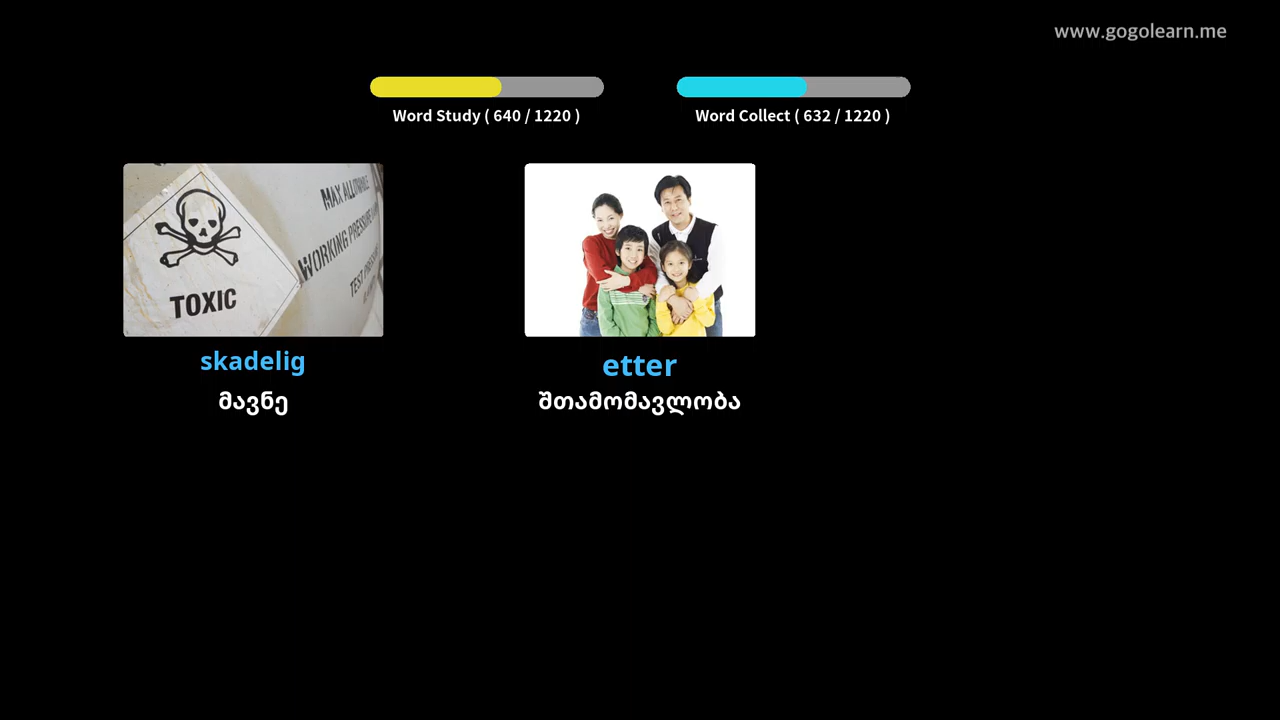 www.gogolearn.me
Word Study ( 640 / 1220 )
Word Collect ( 632 / 1220 )
MAX ALLOWABLE
WORKING PRESSURE
TEST
TOXIC
skadelig
etter
მავნე
შთამომავლობა